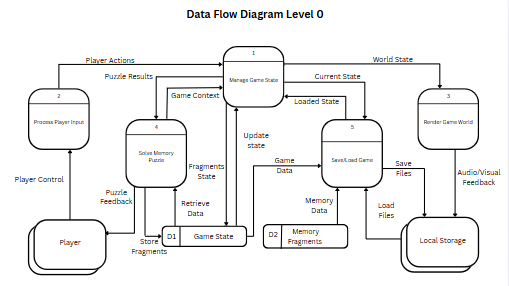 Data Flow Diagram Level 0
1
Manage Game State
Player Actions
World State
Puzzle Results
Current State
Game Context
Loaded State
2
Process Player Input
3
Render Game World
4
Solve Memory
Puzzle
5
Save/Load Game
Update
state
Fragments
State
Game
Data
Save
Files
Player Control
Audio/Visual
Feedback
Puzzle
Feedback
Retrieve
Data
Memory
Data
Load
Files
Store
Fragments
D1
Game State
D2
Memory
Fragments
Player
Local Storage